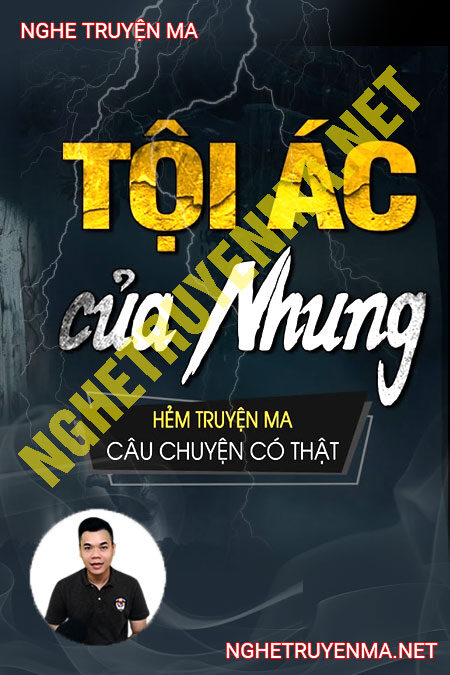 NGHE TRUYỆN MA
TỘI ÁC
của Nhung
NGHETRUYENMA.NET
HẺM TRUYỆN MA
CÂU CHUYỆN CÓ THẬT
NGHETRUYENMA.NET